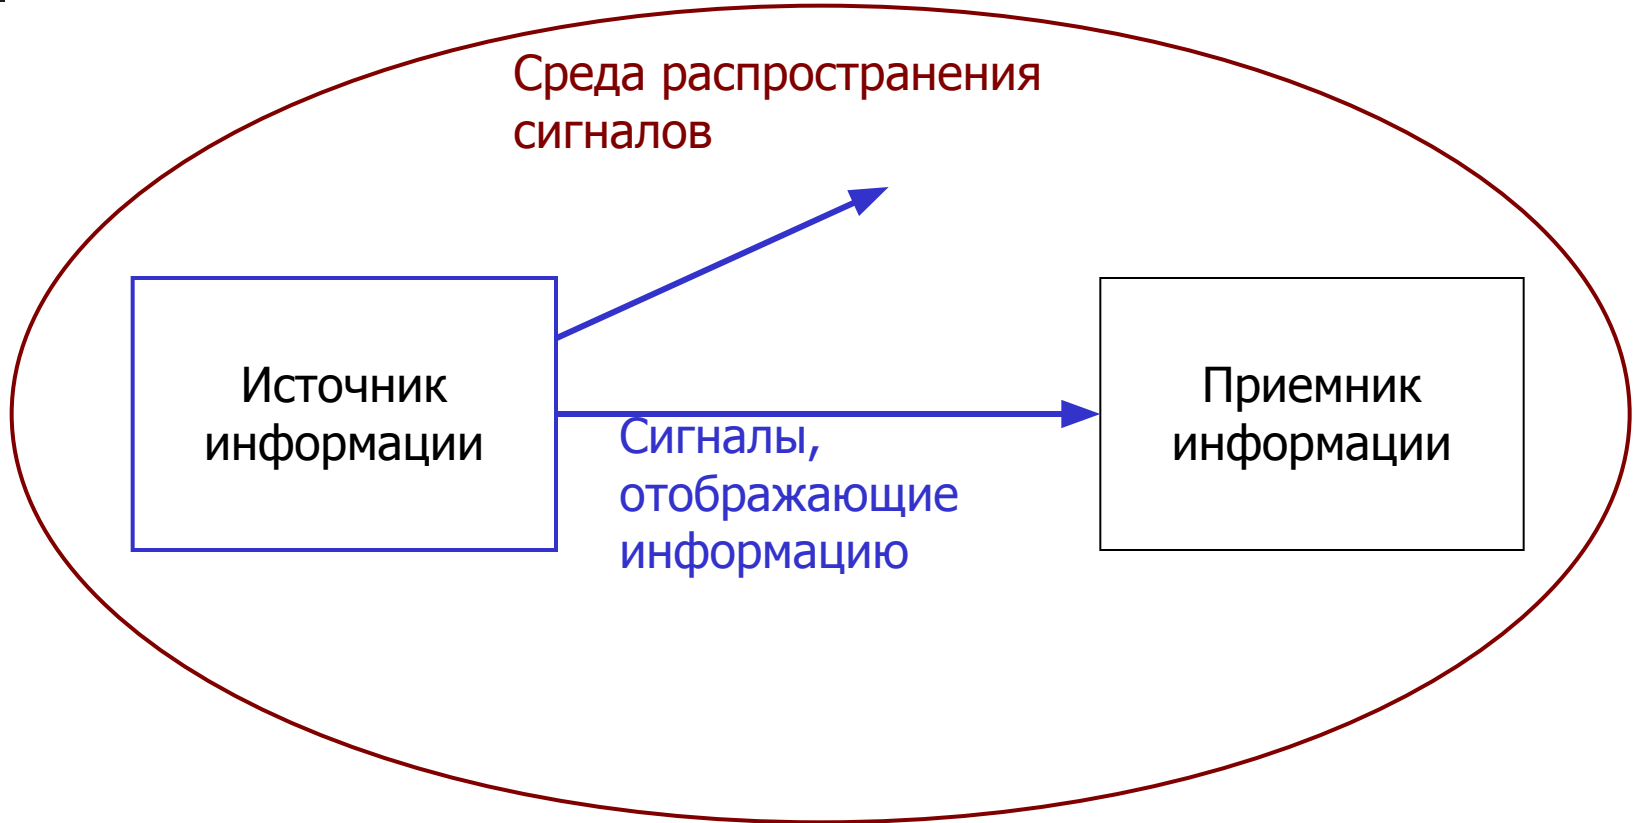 Среда распространения
сигналов
Источник
информации
Сигналы,
отображающие
информацию
Приемник
информации